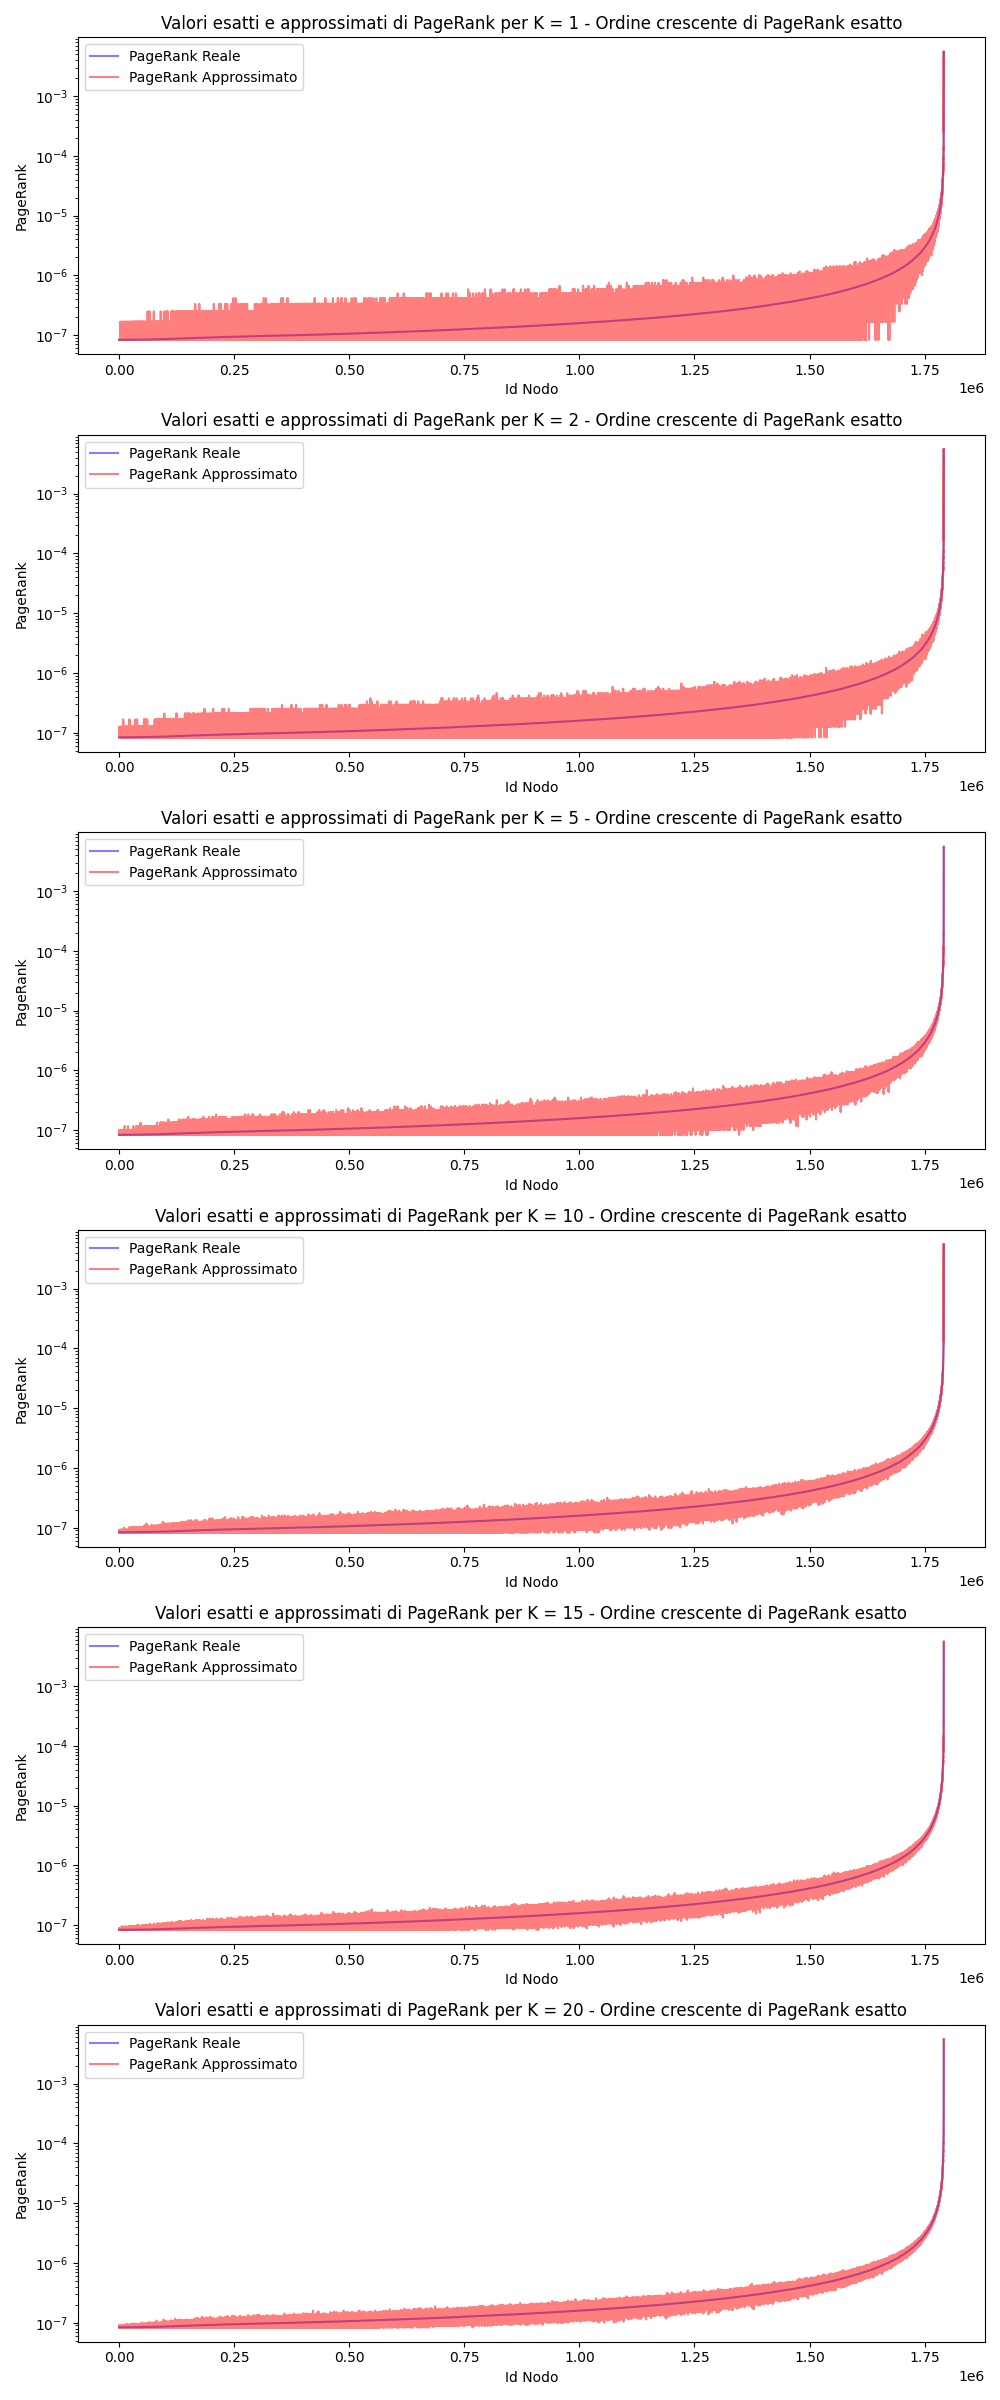 Valori esatti e approssimati di PageRank per K = 1 - Ordine crescente di PageRank esatto
PageRank Reale
PageRank Approssimato
10⁻³
10⁻⁴
10⁻⁵
10⁻⁶
10⁻⁷
PageRank
0.00 0.25 0.50 0.75 1.00 1.25 1.50 1.75
1e6
Id Nodo
Valori esatti e approssimati di PageRank per K = 2 - Ordine crescente di PageRank esatto
PageRank Reale
PageRank Approssimato
10⁻³
10⁻⁴
10⁻⁵
10⁻⁶
10⁻⁷
PageRank
0.00 0.25 0.50 0.75 1.00 1.25 1.50 1.75
1e6
Id Nodo
Valori esatti e approssimati di PageRank per K = 5 - Ordine crescente di PageRank esatto
PageRank Reale
PageRank Approssimato
10⁻³
10⁻⁴
10⁻⁵
10⁻⁶
10⁻⁷
PageRank
0.00 0.25 0.50 0.75 1.00 1.25 1.50 1.75
1e6
Id Nodo
Valori esatti e approssimati di PageRank per K = 10 - Ordine crescente di PageRank esatto
PageRank Reale
PageRank Approssimato
10⁻³
10⁻⁴
10⁻⁵
10⁻⁶
10⁻⁷
PageRank
0.00 0.25 0.50 0.75 1.00 1.25 1.50 1.75
1e6
Id Nodo
Valori esatti e approssimati di PageRank per K = 15 - Ordine crescente di PageRank esatto
PageRank Reale
PageRank Approssimato
10⁻³
10⁻⁴
10⁻⁵
10⁻⁶
10⁻⁷
PageRank
0.00 0.25 0.50 0.75 1.00 1.25 1.50 1.75
1e6
Id Nodo
Valori esatti e approssimati di PageRank per K = 20 - Ordine crescente di PageRank esatto
PageRank Reale
PageRank Approssimato
10⁻³
10⁻⁴
10⁻⁵
10⁻⁶
10⁻⁷
PageRank
0.00 0.25 0.50 0.75 1.00 1.25 1.50 1.75
1e6
Id Nodo